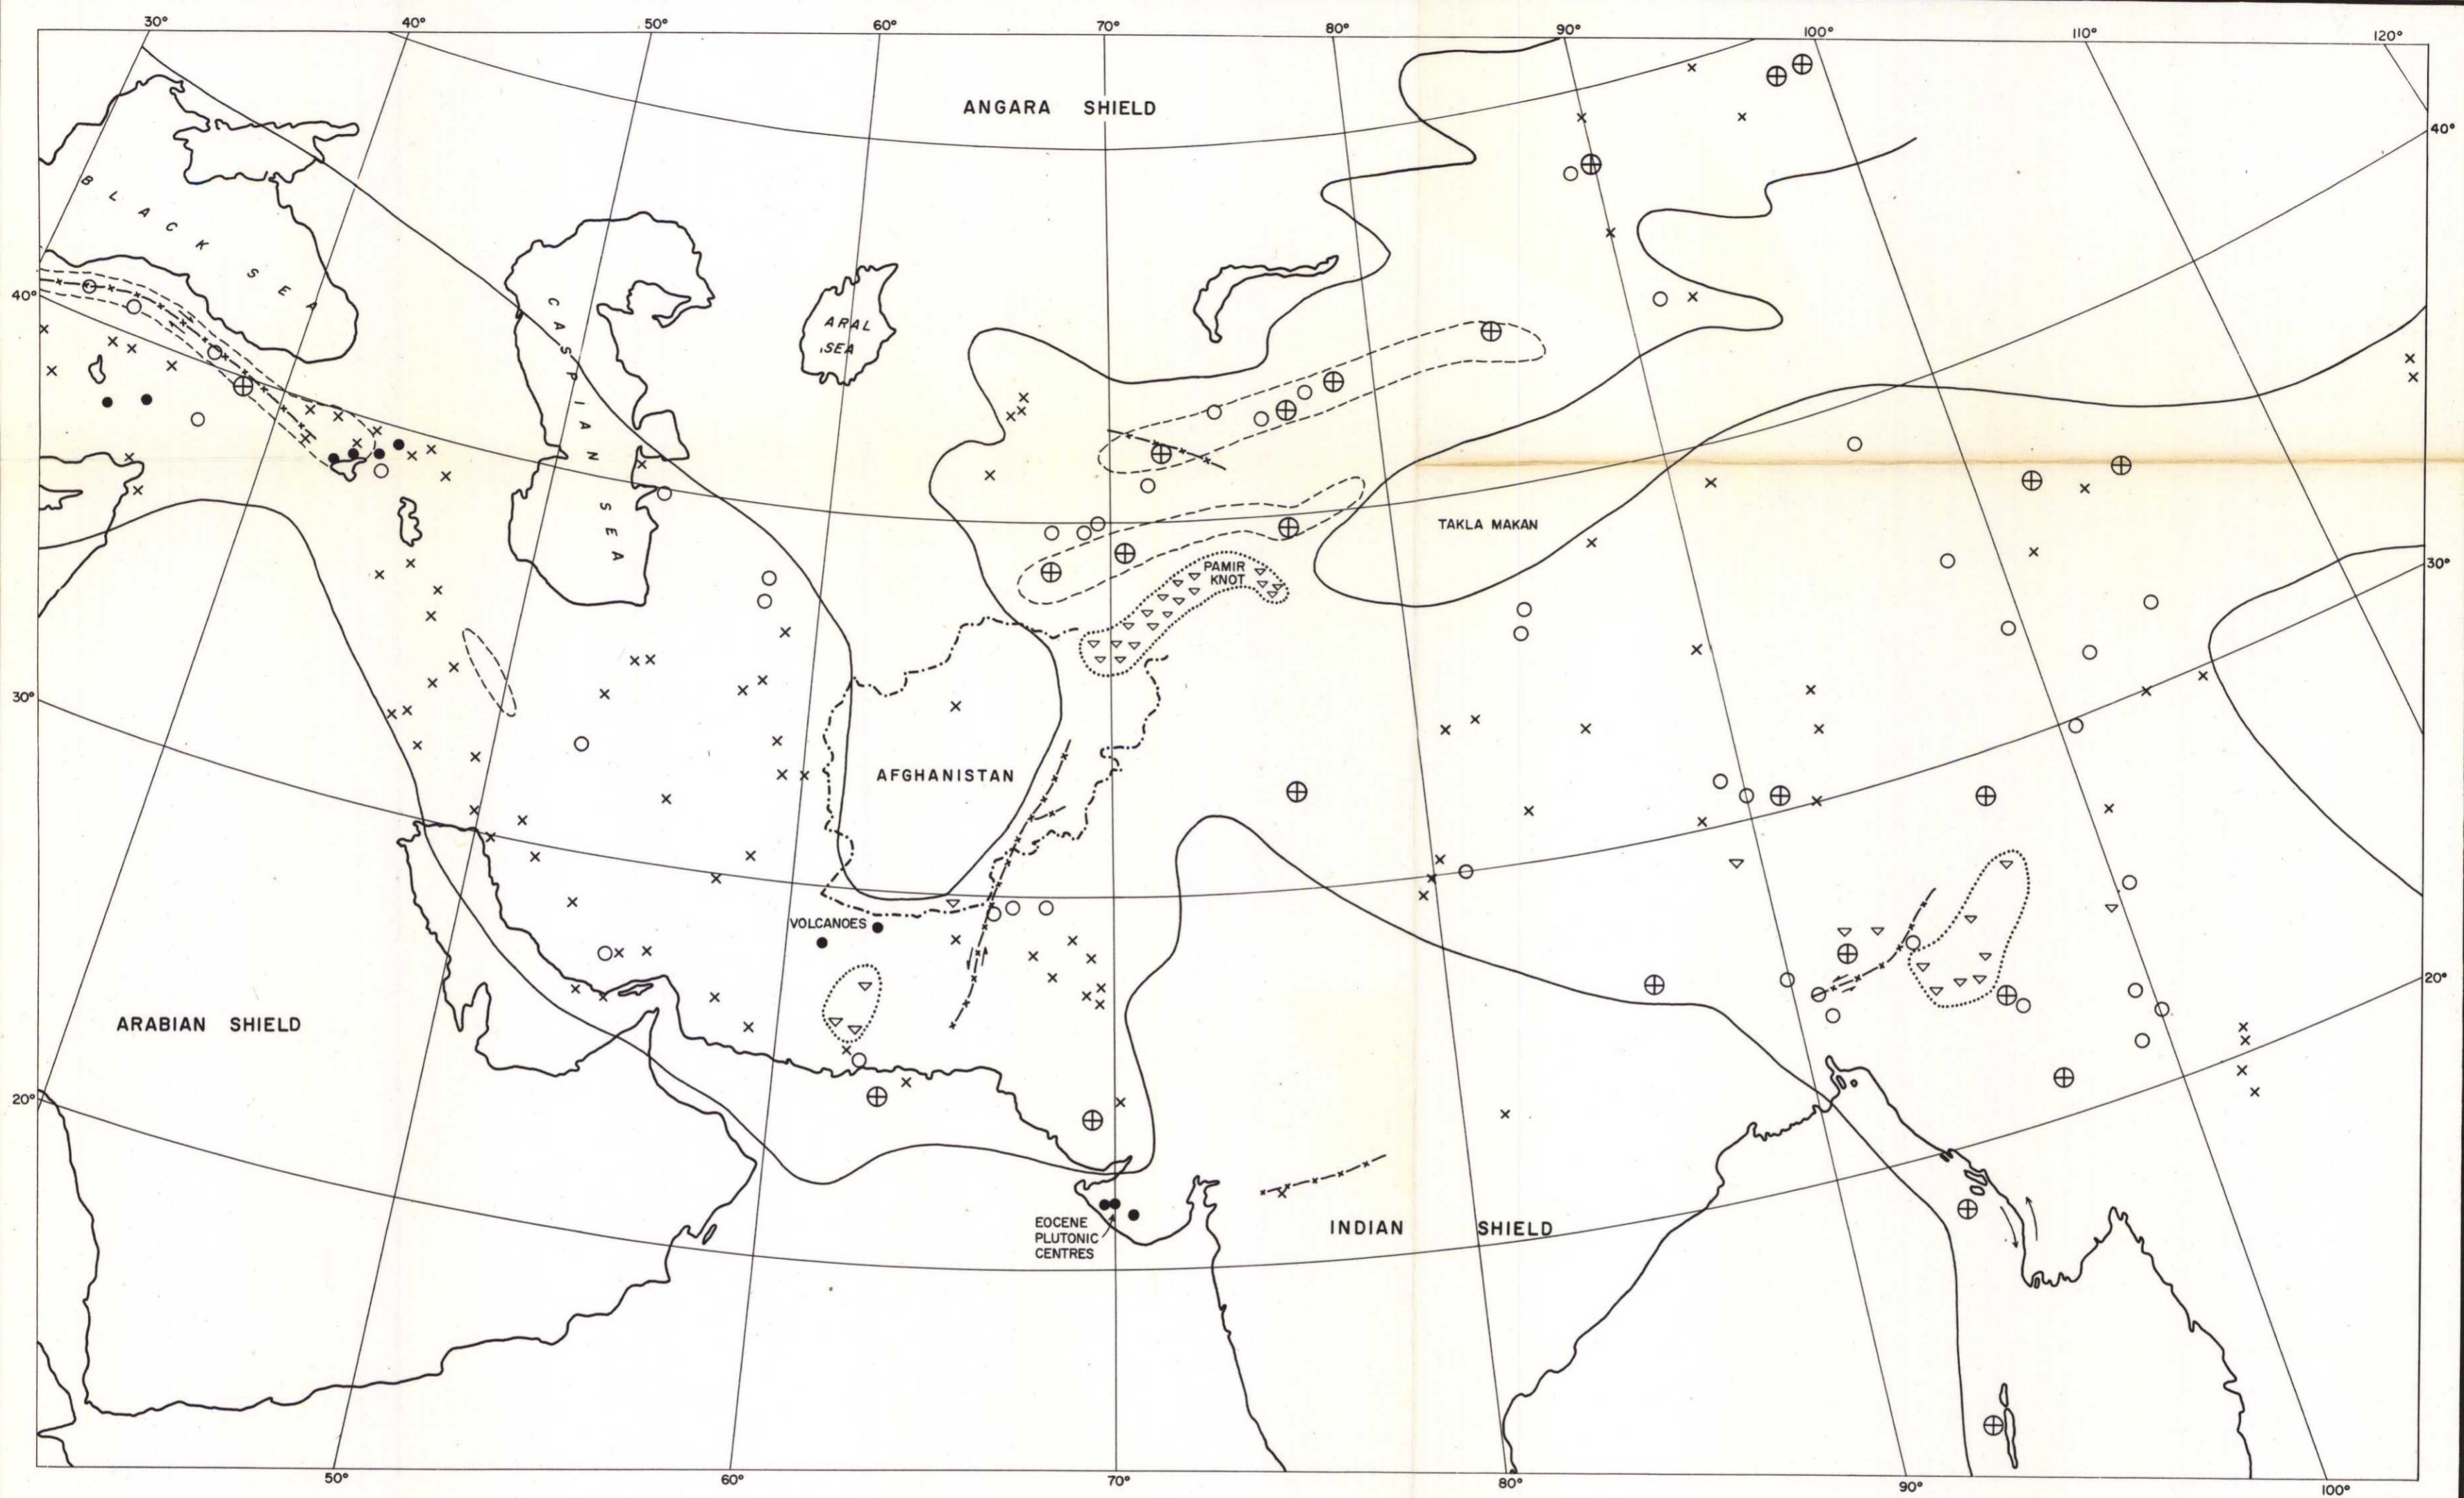 30° 40° 50° 60° 70° 80° 90° 100° 110° 120°
ANGARA SHIELD
40°
BLACK SEA
40°
CASPIAN SEA
ARAL
SEA
TAKLA MAKAN
PAMIR
KNOT
30°
30°
AFGHANISTAN
VOLCANOES
20°
ARABIAN SHIELD
20°
EOCENE
PLUTONIC
CENTRES
INDIAN SHIELD
50° 60° 70° 80° 90° 100°